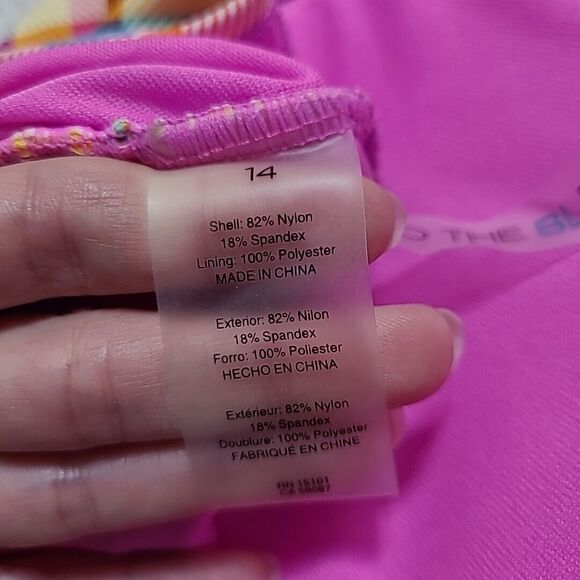 14
Shell: 82% Nylon
18% Spandex
Lining: 100% Polyester
MADE IN CHINA
Exterior: 82% Nilon
18% Spandex
Forro: 100% Poliester
HECHO EN CHINA
Extérieur: 82% Nylon
18% Spandex
Doublure: 100% Polyester
FABRIQUÉ EN CHINE
RN 15101
CA 59087
THE